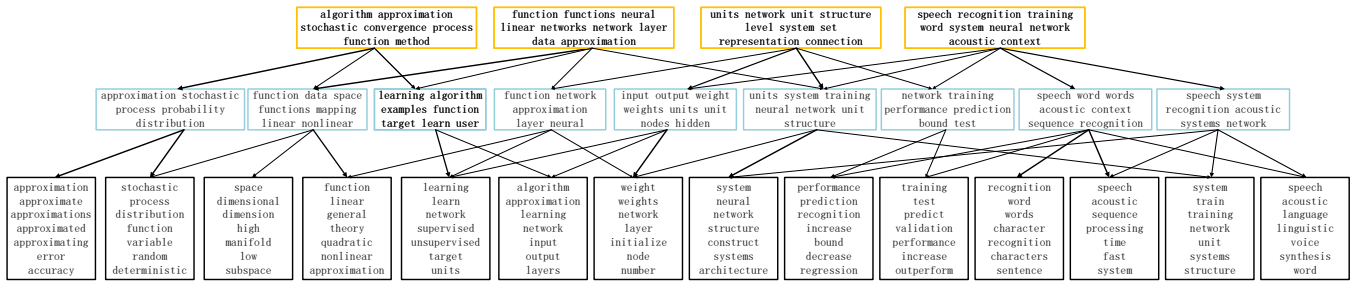 algorithm approximation
stochastic convergence process
function method
function functions neural
linear networks network layer
data approximation
units network unit structure
level system set
representation connection
speech recognition training
word system neural network
acoustic context
approximation stochastic
process probability
distribution
function data space
functions mapping
linear nonlinear
learning algorithm
examples function
target learn user
function network
approximation
layer neural
input output weight
weights units unit
nodes hidden
units system training
neural network unit
structure
network training
performance prediction
bound test
speech word words
acoustic context
sequence recognition
speech system
recognition acoustic
systems network
approximation
approximate
approximations
approximated
approximating
error
accuracy
stochastic
process
distribution
function
variable
random
deterministic
space
dimensional
dimension
high
manifold
low
subspace
function
linear
general
theory
quadratic
nonlinear
approximation
learning
learn
network
supervised
unsupervised
target
units
algorithm
approximation
learning
network
input
output
layers
weight
weights
network
layer
initialize
node
number
system
neural
network
structure
construct
systems
architecture
performance
prediction
recognition
increase
bound
decrease
regression
training
test
predict
validation
performance
increase
outperform
recognition
word
words
character
recognition
characters
sentence
speech
acoustic
sequence
processing
time
fast
system
system
train
training
network
unit
systems
structure
speech
acoustic
language
linguistic
voice
synthesis
word